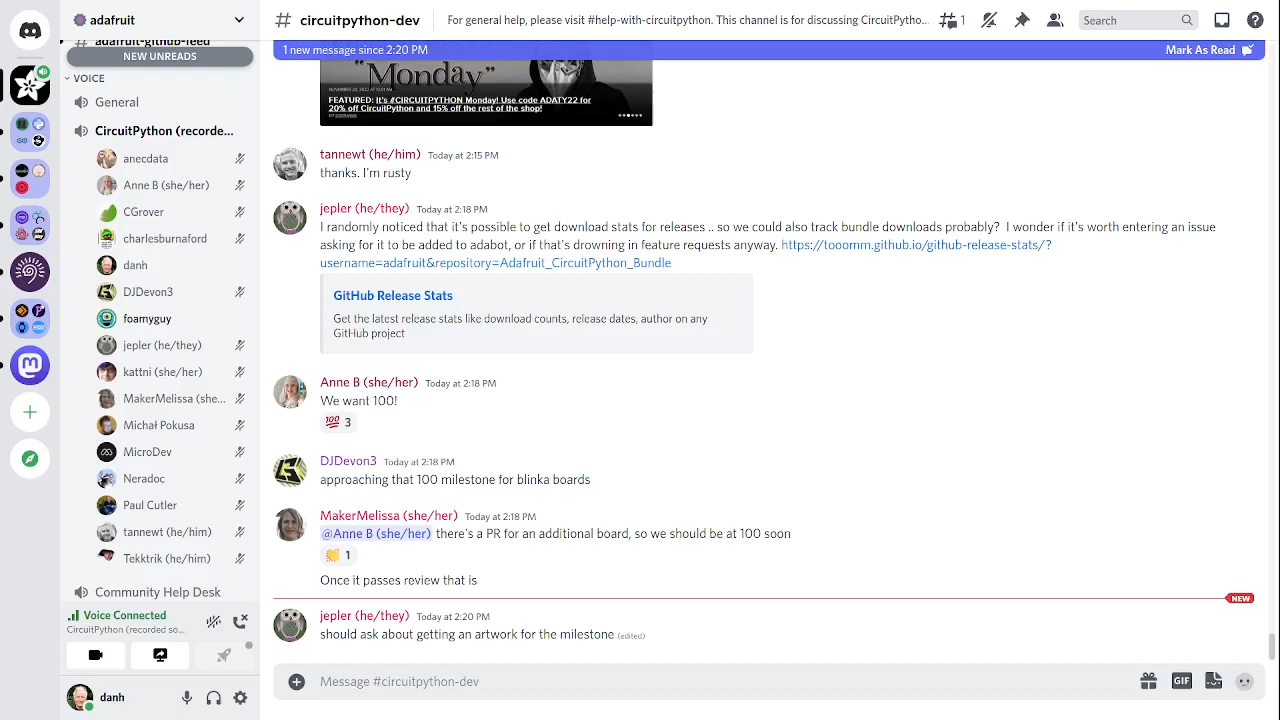 adafruit
# circuitpython-dev
For general help, please visit #help-with-circuitpython. This channel is for discussing CircuitPytho...
1
Search
NEW UNREADS
VOICE
General
CircuitPython (recorde...
anecdata
Anne B (she/her)
CGrover
charlesburnaford
danh
DJDevon3
foamyguy
jepler (he/they)
kattni (she/her)
MakerMelissa (she...
Michał Pokusa
MicroDev
Neradoc
Paul Cutler
tannewt (he/him)
Tekktrik (he/him)
Community Help Desk
Voice Connected
CircuitPython (recorded so...
danh
1 new message since 2:20 PM
Mark As Read
"Monday"
NOVEMBER 28, 2022 AT 10:01 AM
FEATURED: It's #CIRCUITPYTHON Monday! Use code ADATY22 for
20% off CircuitPython and 15% off the rest of the shop!
tannewt (he/him) Today at 2:15 PM
thanks. I'm rusty
jepler (he/they) Today at 2:18 PM
I randomly noticed that it's possible to get download stats for releases .. so we could also track bundle downloads probably? I wonder if it's worth entering an issue
asking for it to be added to adabot, or if that's drowning in feature requests anyway. https://tooomm.github.io/github-release-stats/?
username=adafruit&repository=Adafruit_CircuitPython_Bundle
GitHub Release Stats
Get the latest release stats like download counts, release dates, author on any
GitHub project
Anne B (she/her) Today at 2:18 PM
We want 100!
💯 3
DJDevon3 Today at 2:18 PM
approaching that 100 milestone for blinka boards
MakerMelissa (she/her) Today at 2:18 PM
@Anne B (she/her) there's a PR for an additional board, so we should be at 100 soon
1
Once it passes review that is
NEW
jepler (he/they) Today at 2:20 PM
should ask about getting an artwork for the milestone (edited)
Message #circuitpython-dev
GIF